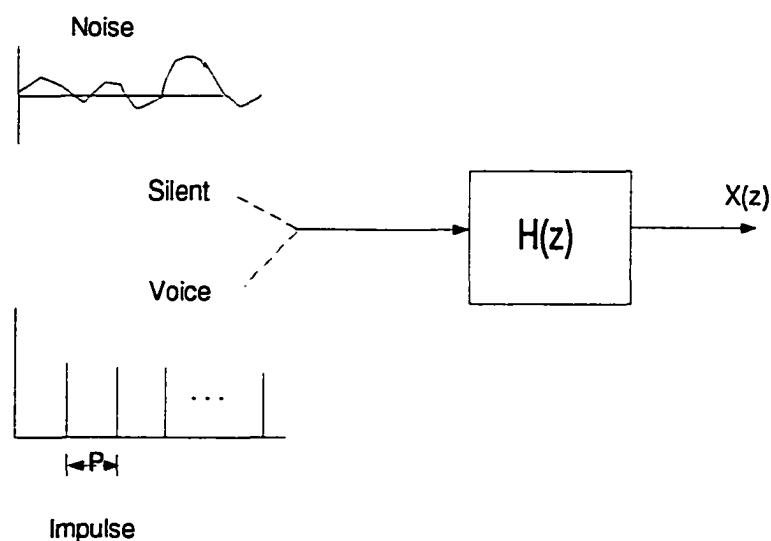 Noise
Silent
X(z)
H(z)
Voice
...
P
Impulse